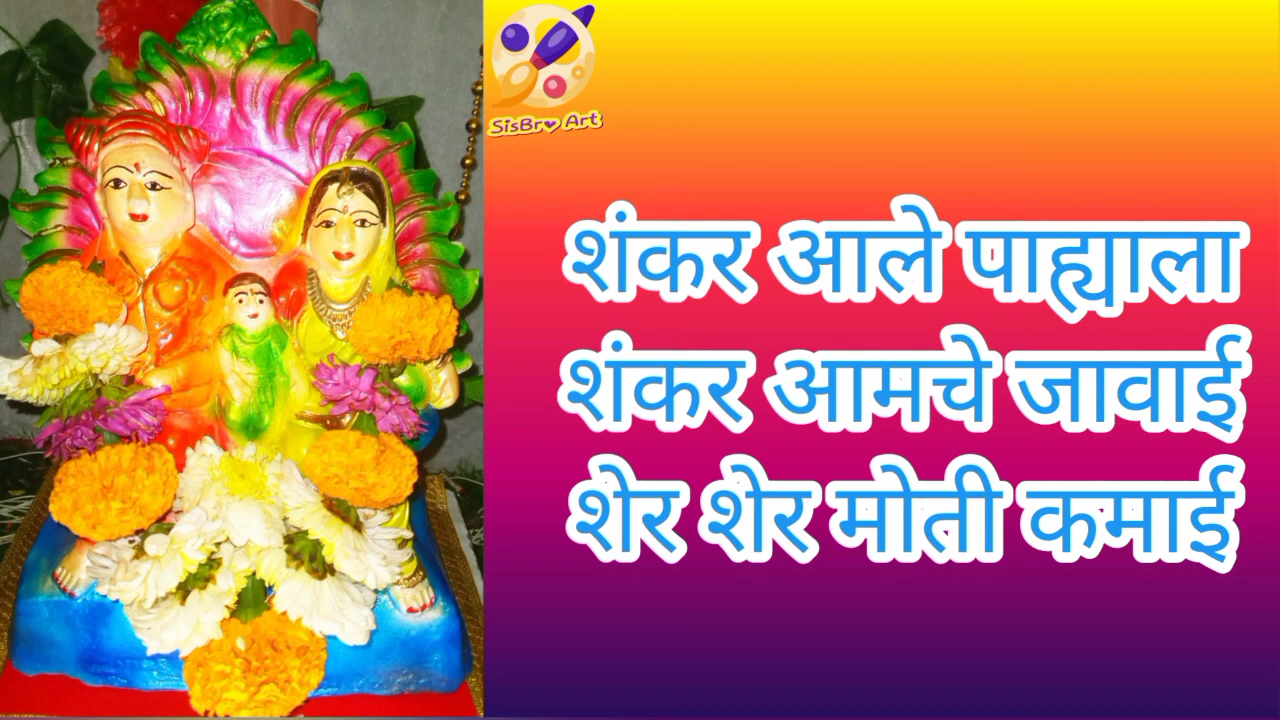 SisBro Art
शंकर आले पाह्याला
शंकर आमचे जावाई
शेर शेर मोती कमाई